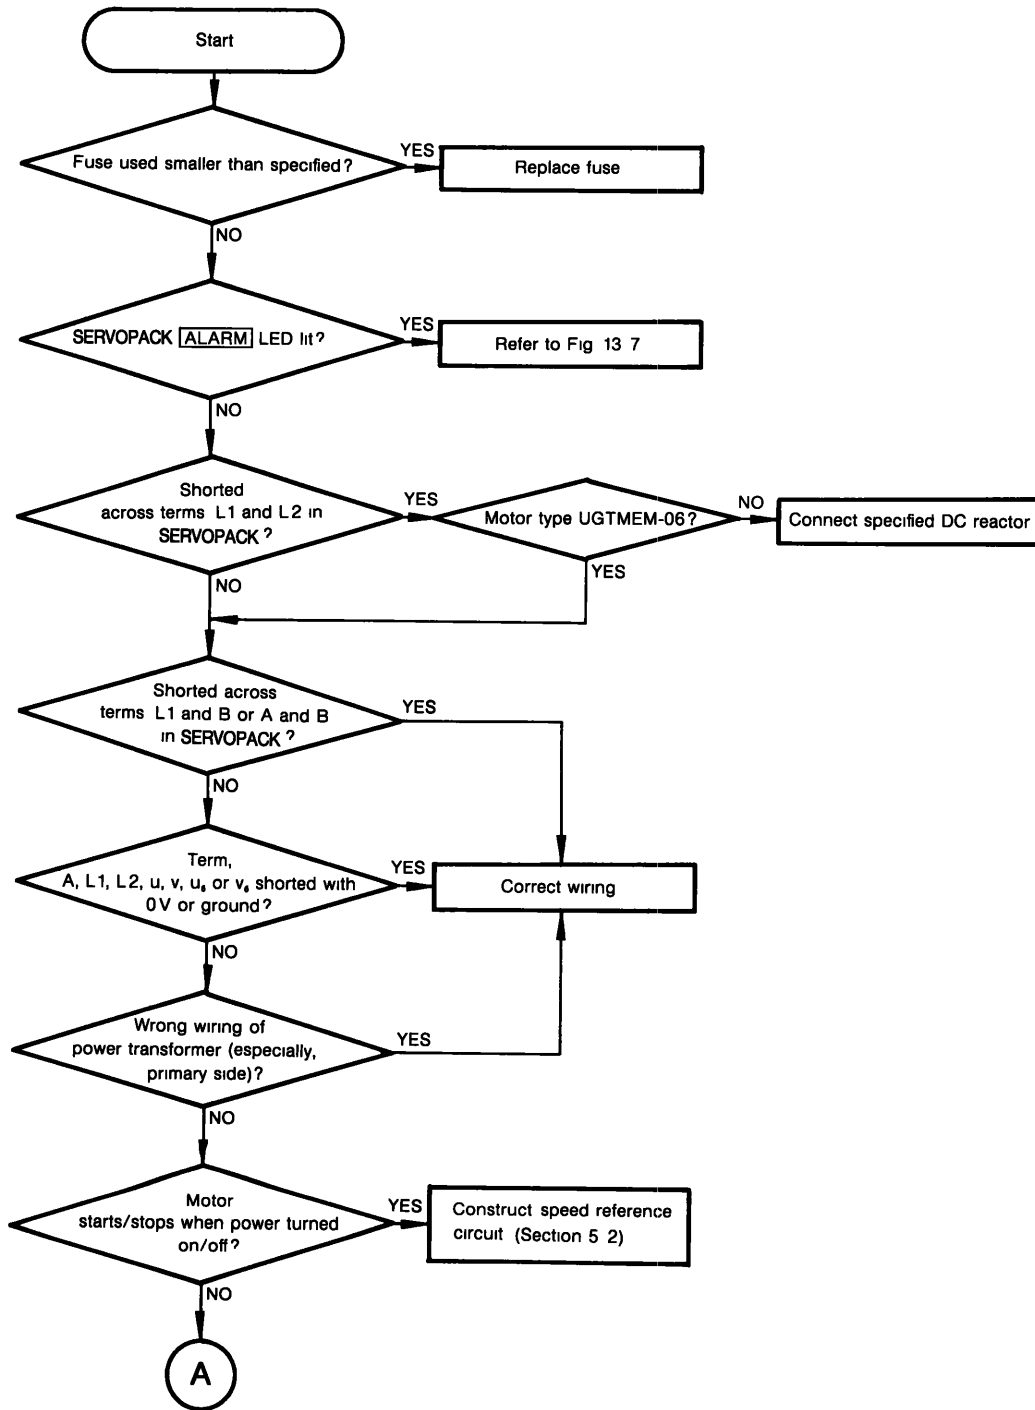 Start
Fuse used smaller than specified?
YES
Replace fuse
NO
SERVOPACK ALARM LED lit?
YES
Refer to Fig 13 7
NO
Shorted
across terms L1 and L2 in
SERVOPACK?
YES
Motor type UGTMEM-06?
NO
Connect specified DC reactor
YES
NO
Shorted across
terms L1 and B or A and B
in SERVOPACK?
YES
NO
Term,
A, L1, L2, u, v, u₆ or v₆ shorted with
0V or ground?
YES
Correct wiring
NO
Wrong wiring of
power transformer (especially,
primary side)?
YES
NO
Motor
starts/stops when power turned
on/off?
YES
Construct speed reference
circuit (Section 5 2)
NO
A